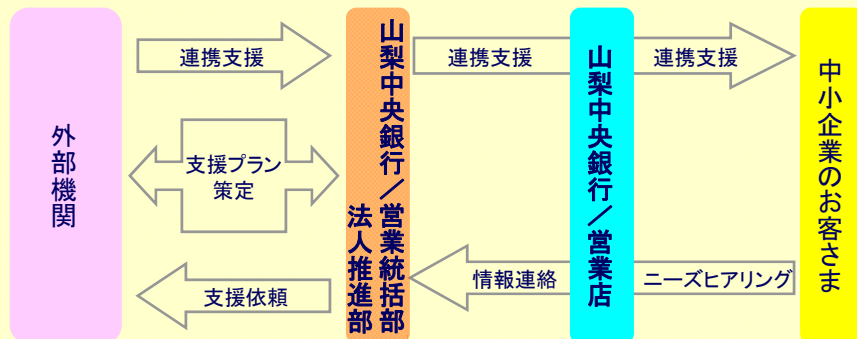 外部機関
連携支援
支援プラン
策定
支援依頼
山梨中央銀行／営業統括部
法人推進部
連携支援
情報連絡
山梨中央銀行／営業店
連携支援
ニーズヒアリング
中小企業のお客さま